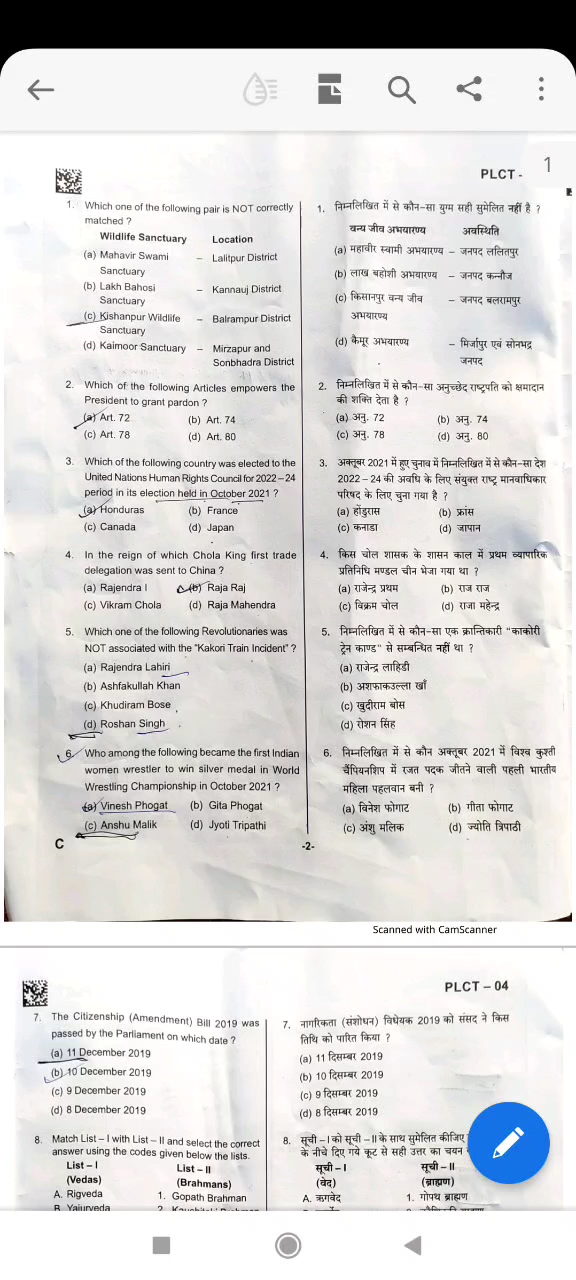 1
PLCT -
1. Which one of the following pair is NOT correctly
matched ?
Wildlife Sanctuary Location
(a) Mahavir Swami – Lalitpur District
Sanctuary
(b) Lakh Bahosi – Kannauj District
Sanctuary
(c) Kishanpur Wildlife – Balrampur District
Sanctuary
(d) Kaimoor Sanctuary – Mirzapur and
Sonbhadra District
2. Which of the following Articles empowers the
President to grant pardon ?
(a) Art. 72 (b) Art. 74
(c) Art. 78 (d) Art. 80
3. Which of the following country was elected to the
United Nations Human Rights Council for 2022–24
period in its election held in October 2021 ?
(a) Honduras (b) France
(c) Canada (d) Japan
4. In the reign of which Chola King first trade
delegation was sent to China ?
(a) Rajendra I (b) Raja Raj
(c) Vikram Chola (d) Raja Mahendra
5. Which one of the following Revolutionaries was
NOT associated with the "Kakori Train Incident" ?
(a) Rajendra Lahiri
(b) Ashfakullah Khan
(c) Khudiram Bose
(d) Roshan Singh
6. Who among the following became the first Indian
women wrestler to win silver medal in World
Wrestling Championship in October 2021 ?
(a) Vinesh Phogat (b) Gita Phogat
(c) Anshu Malik (d) Jyoti Tripathi
1. निम्नलिखित में से कौन-सा युग्म सही सुमेलित नहीं है ?
वन्य जीव अभयारण्य अवस्थिति
(a) महावीर स्वामी अभयारण्य – जनपद ललितपुर
(b) लाख बहोशी अभयारण्य – जनपद कन्नौज
(c) किसानपुर वन्य जीव – जनपद बलरामपुर
अभयारण्य
(d) कैमूर अभयारण्य – मिर्जापुर एवं सोनभद्र
जनपद
2. निम्नलिखित में से कौन-सा अनुच्छेद राष्ट्रपति को क्षमादान
की शक्ति देता है ?
(a) अनु. 72 (b) अनु. 74
(c) अनु. 78 (d) अनु. 80
3. अक्तूबर 2021 में हुए चुनाव में निम्नलिखित में से कौन-सा देश
2022 – 24 की अवधि के लिए संयुक्त राष्ट्र मानवाधिकार
परिषद के लिए चुना गया है ?
(a) होंडुरास (b) फ्रांस
(c) कनाडा (d) जापान
4. किस चोल शासक के शासन काल में प्रथम व्यापारिक
प्रतिनिधि मण्डल चीन भेजा गया था ?
(a) राजेन्द्र प्रथम (b) राज राज
(c) विक्रम चोल (d) राजा महेन्द्र
5. निम्नलिखित में से कौन-सा एक क्रान्तिकारी "काकोरी
ट्रेन काण्ड" से सम्बन्धित नहीं था ?
(a) राजेन्द्र लाहिडी
(b) अशफाकउल्ला खाँ
(c) खुदीराम बोस
(d) रोशन सिंह
6. निम्नलिखित में से कौन अक्तूबर 2021 में विश्व कुश्ती
चैंपियनशिप में रजत पदक जीतने वाली पहली भारतीय
महिला पहलवान बनी ?
(a) विनेश फोगाट (b) गीता फोगाट
(c) अंशु मलिक (d) ज्योति त्रिपाठी
C
-2-
Scanned with CamScanner
PLCT – 04
7. The Citizenship (Amendment) Bill 2019 was
passed by the Parliament on which date ?
(a) 11 December 2019
(b) 10 December 2019
(c) 9 December 2019
(d) 8 December 2019
8. Match List – I with List – II and select the correct
answer using the codes given below the lists.
List – I List – II
(Vedas) (Brahmans)
A. Rigveda 1. Gopath Brahman
B. Yajurveda 2.
7. नागरिकता (संशोधन) विधेयक 2019 को संसद ने किस
तिथि को पारित किया ?
(a) 11 दिसम्बर 2019
(b) 10 दिसम्बर 2019
(c) 9 दिसम्बर 2019
(d) 8 दिसम्बर 2019
8. सूची – I को सूची – II के साथ सुमेलित कीजिए
के नीचे दिए गये कूट से सही उत्तर का चयन
सूची – I सूची – II
(वेद) (ब्राह्मण)
A. ऋगवेद 1. गोपथ ब्राह्मण